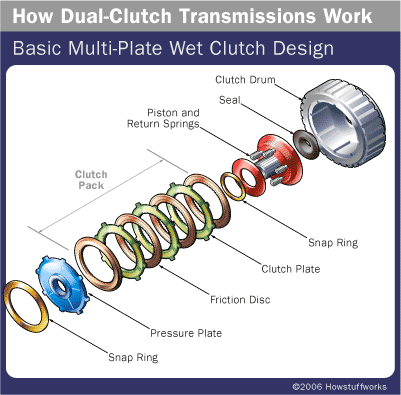 How Dual-Clutch Transmissions Work
Basic Multi-Plate Wet Clutch Design
Clutch Drum
Seal
Piston and
Return Springs
Clutch
Pack
Snap Ring
Clutch Plate
Friction Disc
Pressure Plate
Snap Ring
©2006 Howstuffworks